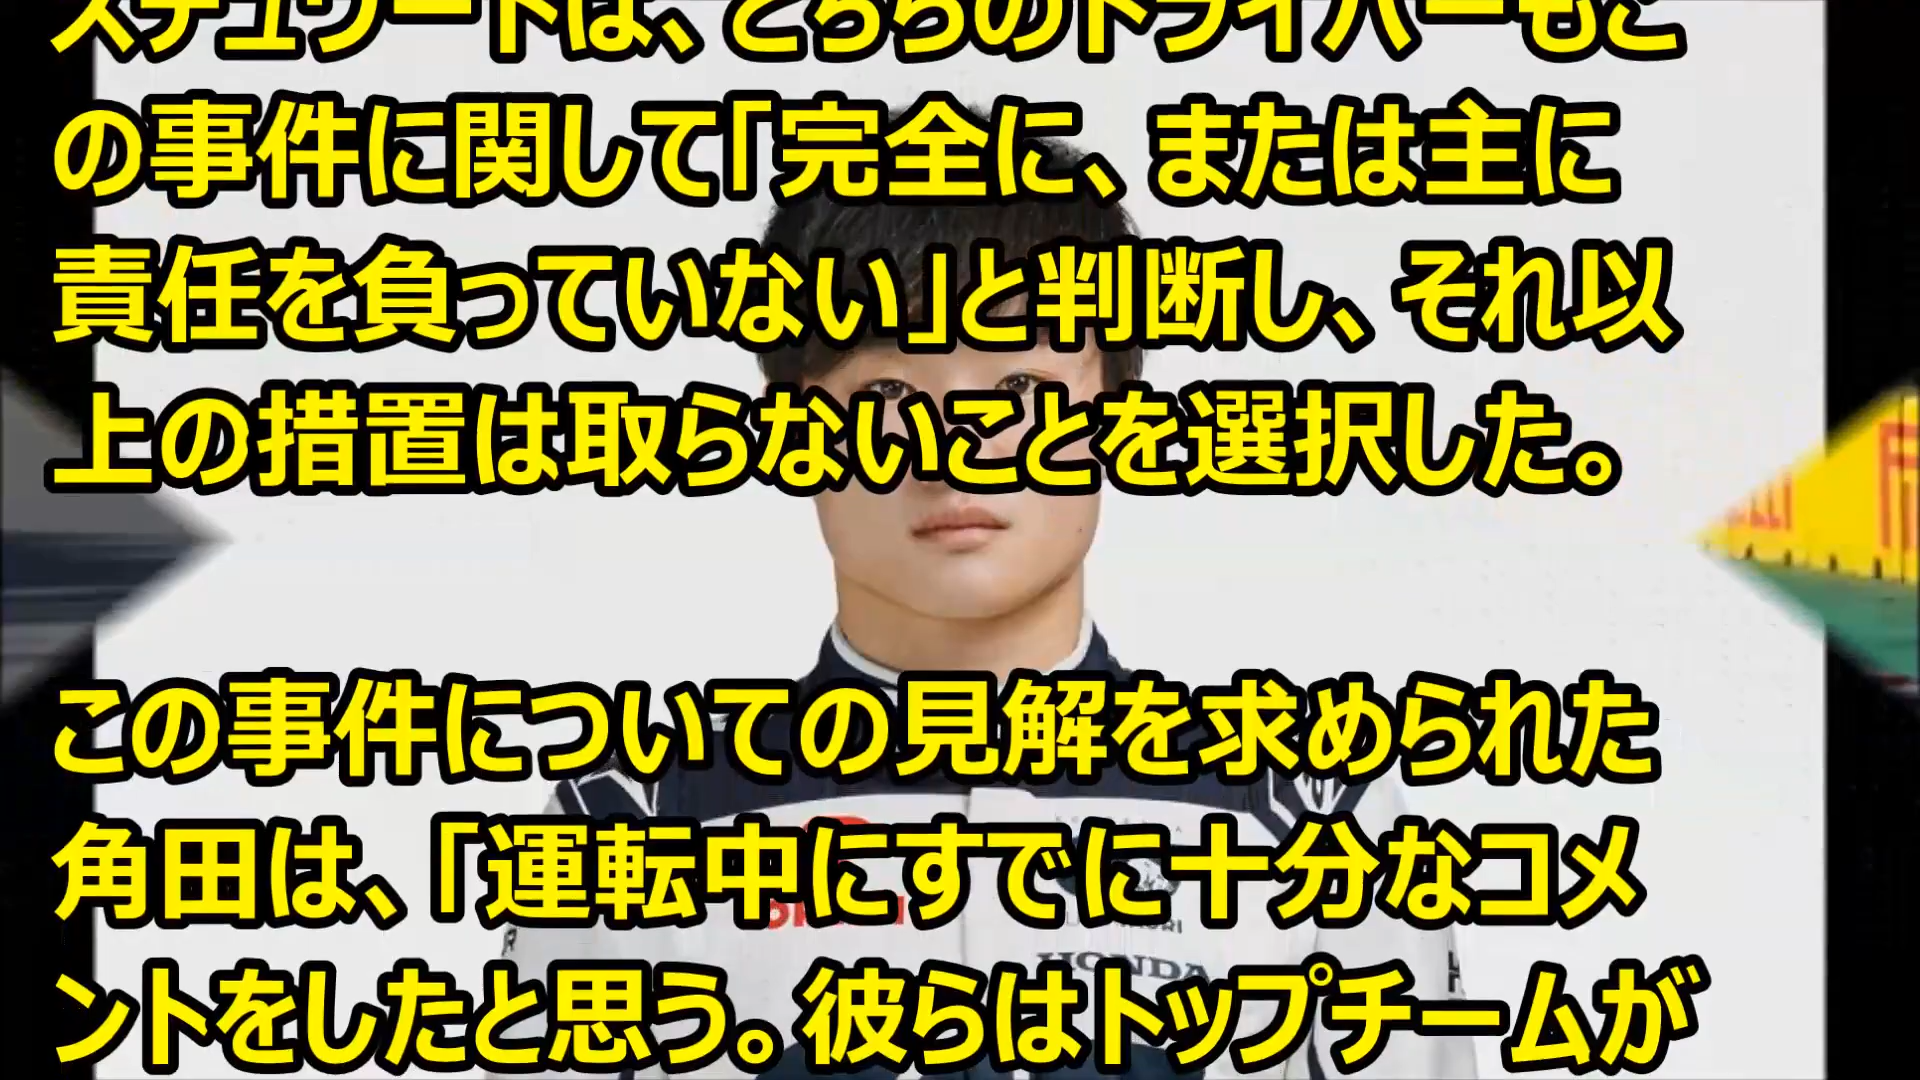 スチュワードは、どちらのドライバーもこ
の事件に関して「完全に、または主に
責任を負っていない」と判断し、それ以
上の措置は取らないことを選択した。
この事件についての見解を求められた
角田は、「運転中にすでに十分なコメ
ントをしたと思う。彼らはトップチームが
HONDA